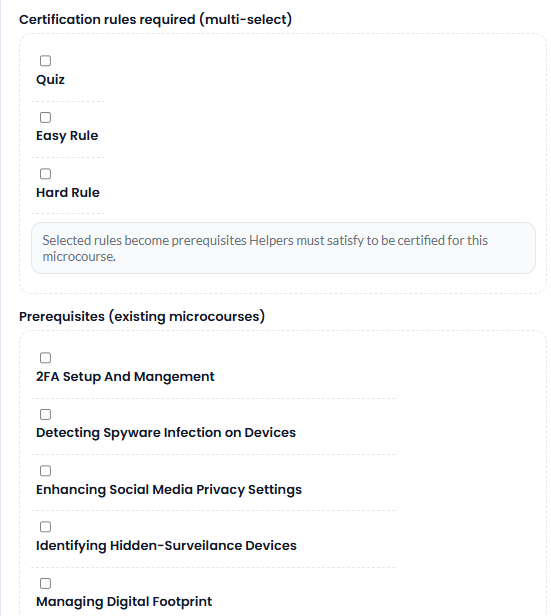 Certification rules required (multi-select)
Quiz
Easy Rule
Hard Rule
Selected rules become prerequisites Helpers must satisfy to be certified for this
microcourse.
Prerequisites (existing microcourses)
2FA Setup And Mangement
Detecting Spyware Infection on Devices
Enhancing Social Media Privacy Settings
Identifying Hidden-Surveilance Devices
Managing Digital Footprint